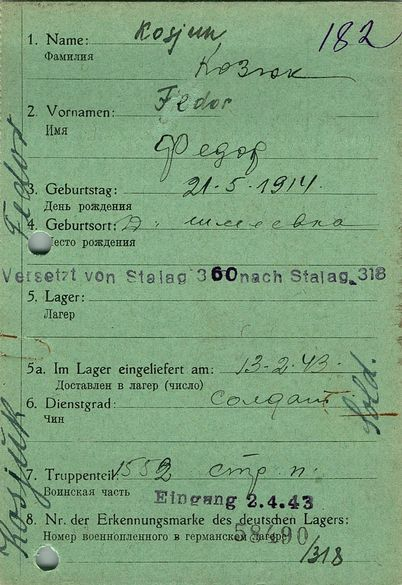 182
1. Name: Kosjuk
Фамилия
Козюк
2. Vornamen: Fedor
Имя
Федор
3. Geburtstag: 21-5-1914.
День рождения
4. Geburtsort: Д.
Место рождения
Versetzt von Stalag 360 nach Stalag 318
5. Lager:
Лагер
5a. Im Lager eingeliefert am: 13-2-43.
Доставлен в лагер (число)
6. Dienstgrad: солдат
Чин
7. Truppenteil: 1552 стр. п.
Воинская часть
Eingang 2.4.43
8. Nr. der Erkennungsmarke des deutschen Lagers:
Номер военнопленного в германском лагере:
58490
/318
Kosjuk Fedor
Sold.